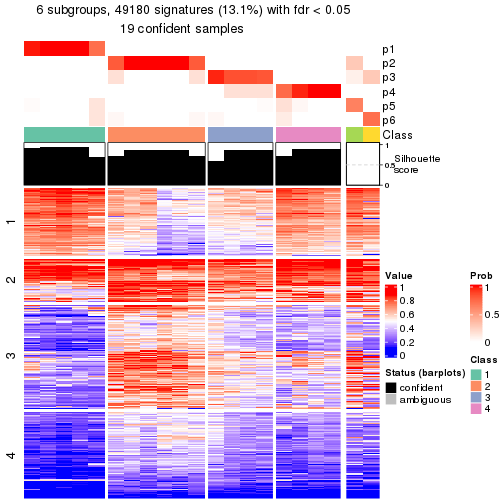 6 subgroups, 49180 signatures (13.1%) with fdr < 0.05
19 confident samples
p1
p2
p3
p4
p5
p6
Class
1
0.5
0
Silhouette
score
1
2
3
4
Value
1
0.8
0.6
0.4
0.2
0
Status (barplots)
confident
ambiguous
Prob
1
0.5
0
Class
1
2
3
4